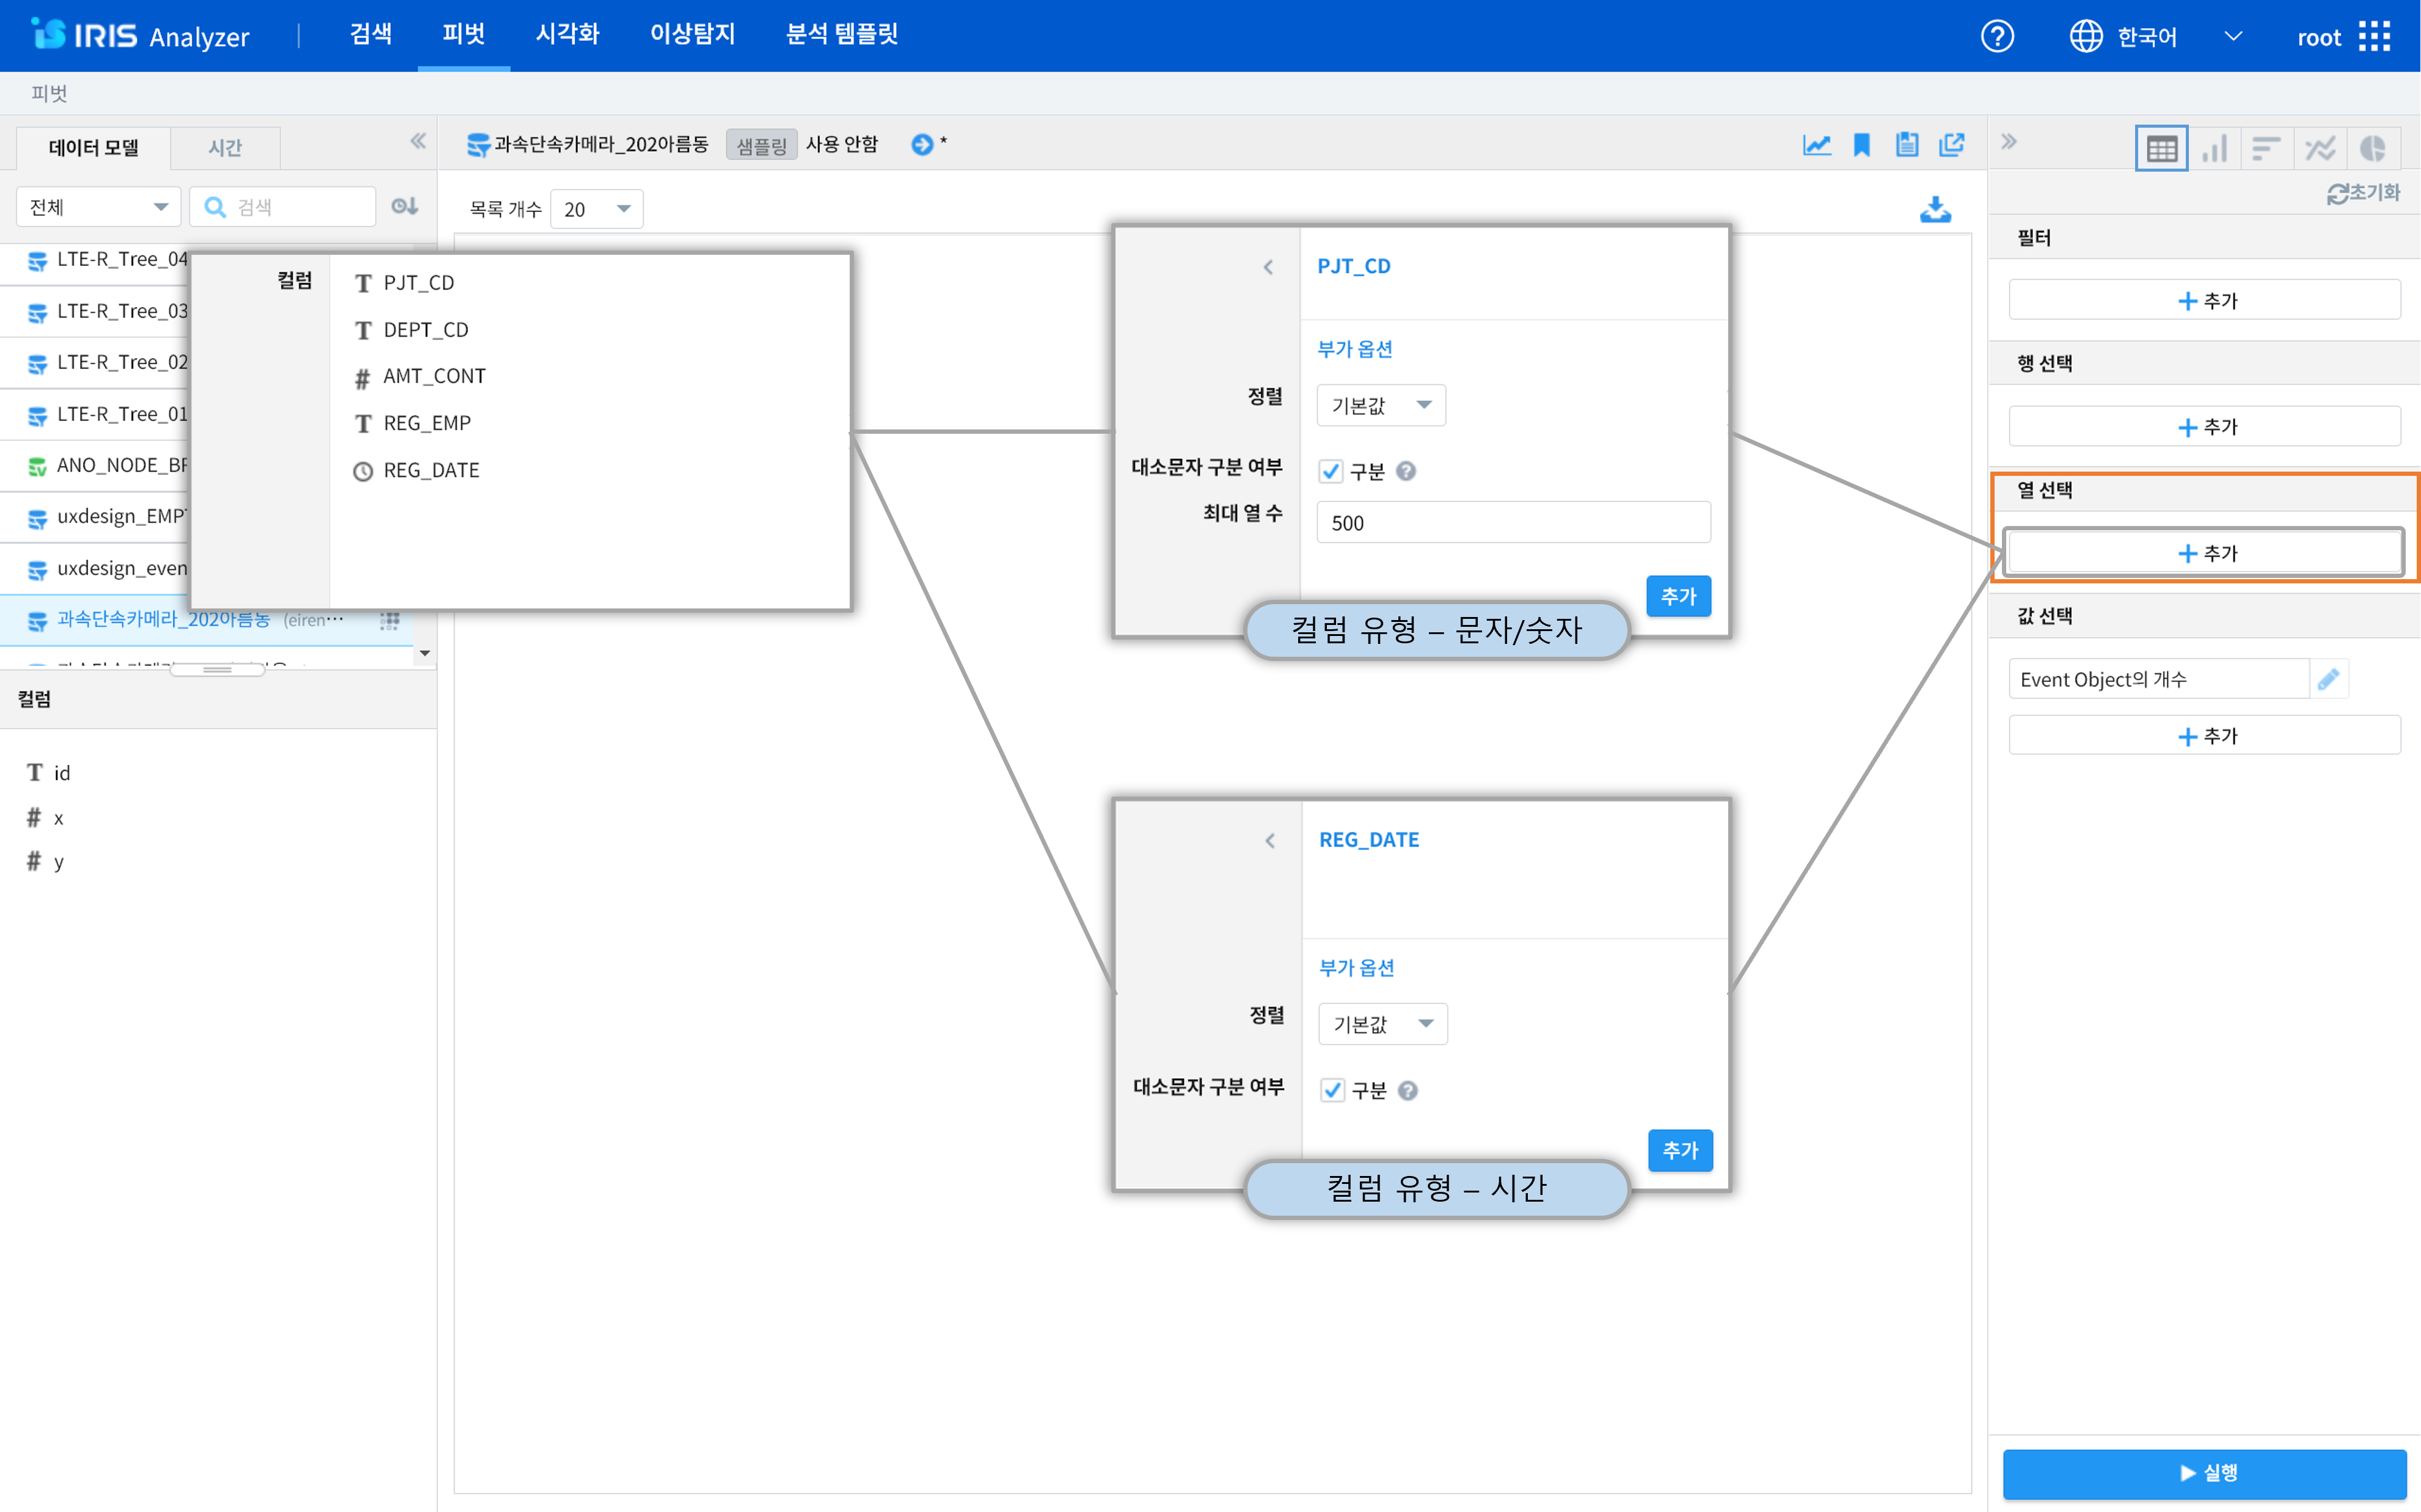 IRIS Analyzer
검색
피벗
시각화
이상탐지
분석 템플릿
한국어
root
피벗
데이터 모델
시간
과속단속카메라_202아름동
샘플링
사용 안함
*
초기화
전체
검색
목록 개수
20
LTE-R_Tree_04
LTE-R_Tree_03
LTE-R_Tree_02
LTE-R_Tree_01
ANO_NODE_BF
uxdesign_EMP
uxdesign_even
과속단속카메라_202아름동 (eiren…
컬럼
id
x
y
컬럼
PJT_CD
DEPT_CD
AMT_CONT
REG_EMP
REG_DATE
PJT_CD
부가 옵션
정렬
기본값
대소문자 구분 여부
구분
최대 열 수
500
추가
컬럼 유형 – 문자/숫자
REG_DATE
부가 옵션
정렬
기본값
대소문자 구분 여부
구분
추가
컬럼 유형 – 시간
필터
추가
행 선택
추가
열 선택
추가
값 선택
Event Object의 개수
추가
실행